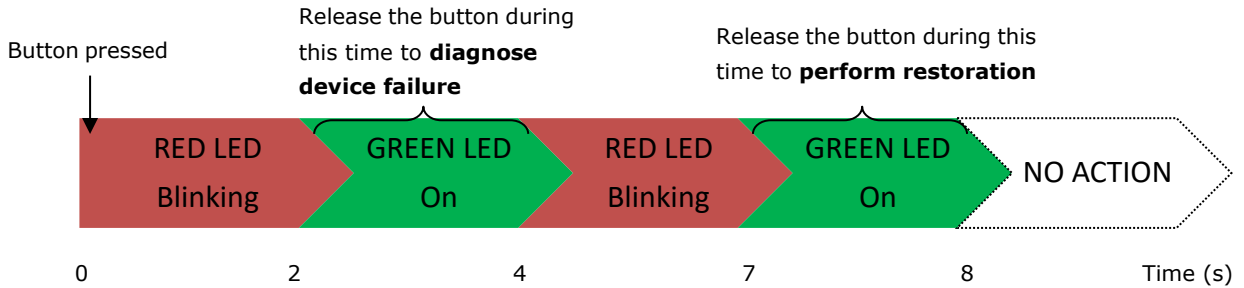 Button pressed
Release the button during
this time to diagnose
device failure
Release the button during this
time to perform restoration
RED LED
Blinking
GREEN LED
On
RED LED
Blinking
GREEN LED
On
NO ACTION
0 2 4 7 8 Time (s)